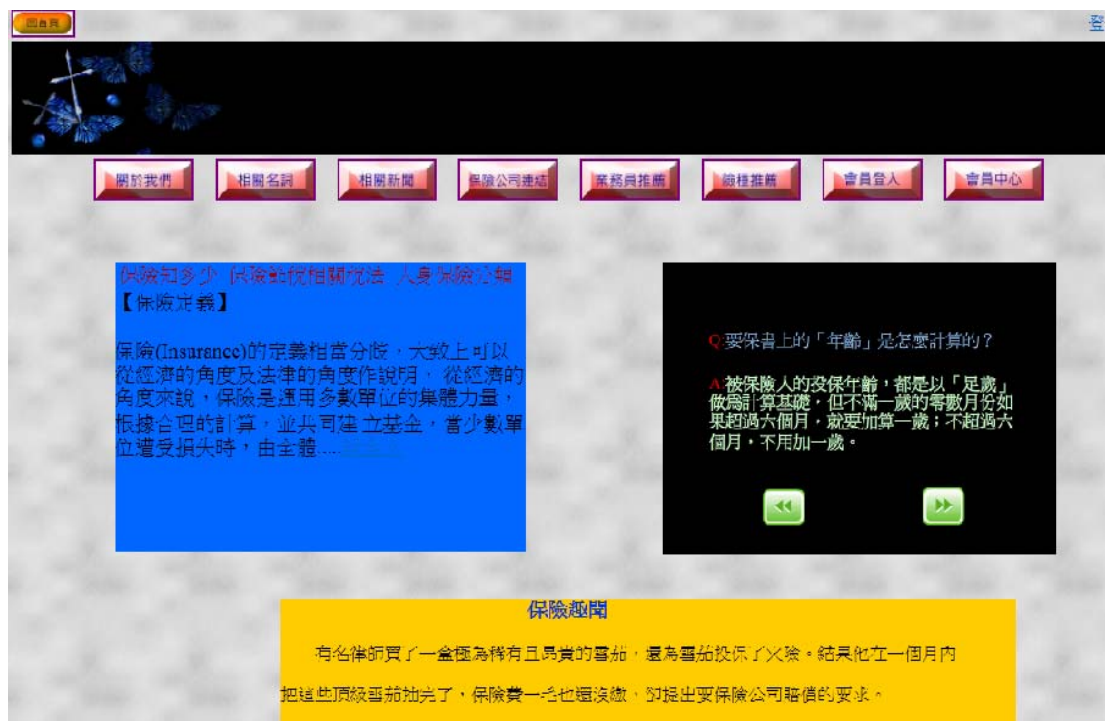 回首頁
登
關於我們
相關名詞
相關新聞
保險公司連結
業務員推薦
險種推薦
會員登入
會員中心
保險知多少 保險節稅相關稅法 人身保險分類
【保險定義】
保險(Insurance)的定義相當分歧，大致上可以
從經濟的角度及法律的角度作說明， 從經濟的
角度來說，保險是運用多數單位的集體力量，
根據合理的計算，並共同建立基金，當少數單
位遭受損失時，由全體.....
Q:要保書上的「年齡」是怎麼計算的？
A:被保險人的投保年齡，都是以「足歲」
做為計算基礎，但不滿一歲的零數月份如
果超過六個月，就要加算一歲；不超過六
個月，不用加一歲。
保險趣聞
有名律師買了一盒極為稀有且昂貴的雪茄，還為雪茄投保了火險。結果他在一個月內
把這些頂級雪茄抽完了，保險費一毛也還沒繳，卻提出要保險公司賠償的要求。